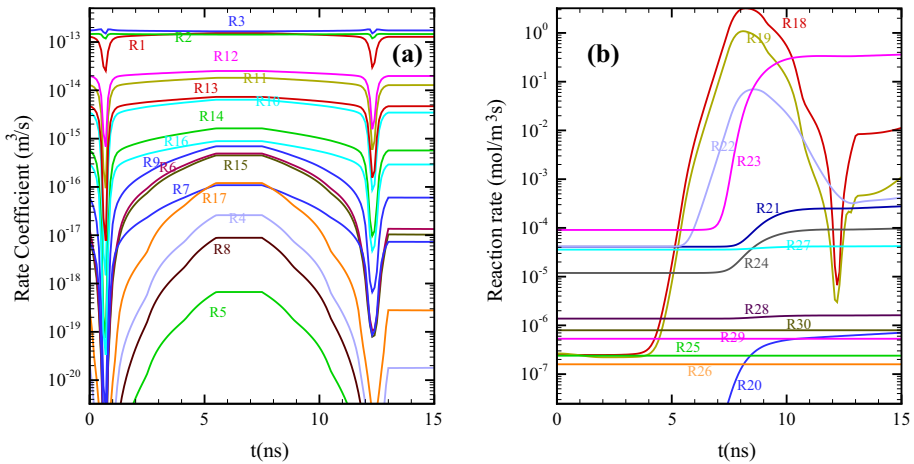 R3
R1
R2
(a)
R12
R11
R13
R10
R14
R16
R9
R6
R15
R7
R17
R4
R8
R5
10⁻¹³
10⁻¹⁴
10⁻¹⁵
10⁻¹⁶
10⁻¹⁷
10⁻¹⁸
10⁻¹⁹
10⁻²⁰
Rate Coefficient (m³/s)
0 5 10 15
t(ns)
R18
R19
(b)
R22
R23
R21
R27
R24
R28
R30
R29
R25
R26
R20
10⁰
10⁻¹
10⁻²
10⁻³
10⁻⁴
10⁻⁵
10⁻⁶
10⁻⁷
Reaction rate (mol/m³s)
0 5 10 15
t(ns)